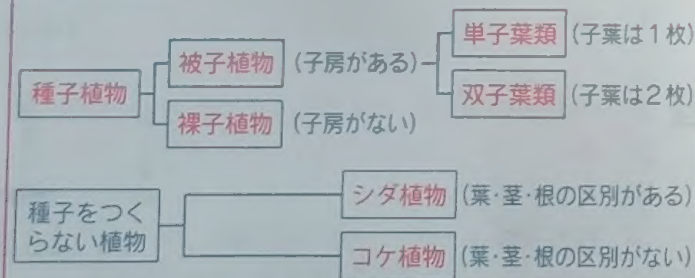 種子植物
被子植物 (子房がある)
単子葉類 (子葉は1枚)
双子葉類 (子葉は2枚)
裸子植物 (子房がない)
種子をつく
らない植物
シダ植物 (葉・茎・根の区別がある)
コケ植物 (葉・茎・根の区別がない)